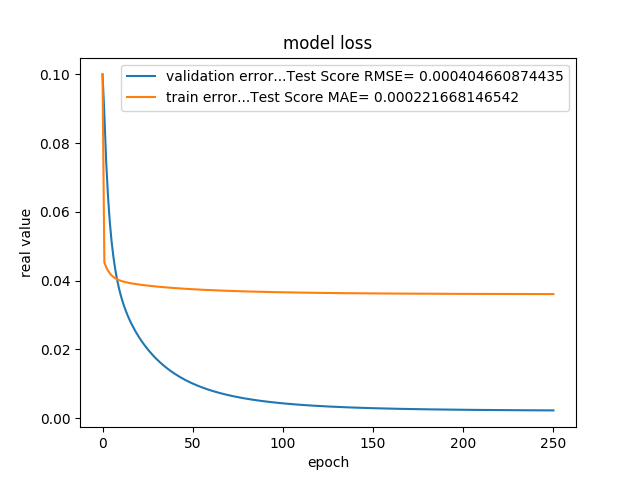 model loss
validation error...Test Score RMSE= 0.000404660874435
train error...Test Score MAE= 0.000221668146542
real value
0.10
0.08
0.06
0.04
0.02
0.00
0 50 100 150 200 250
epoch